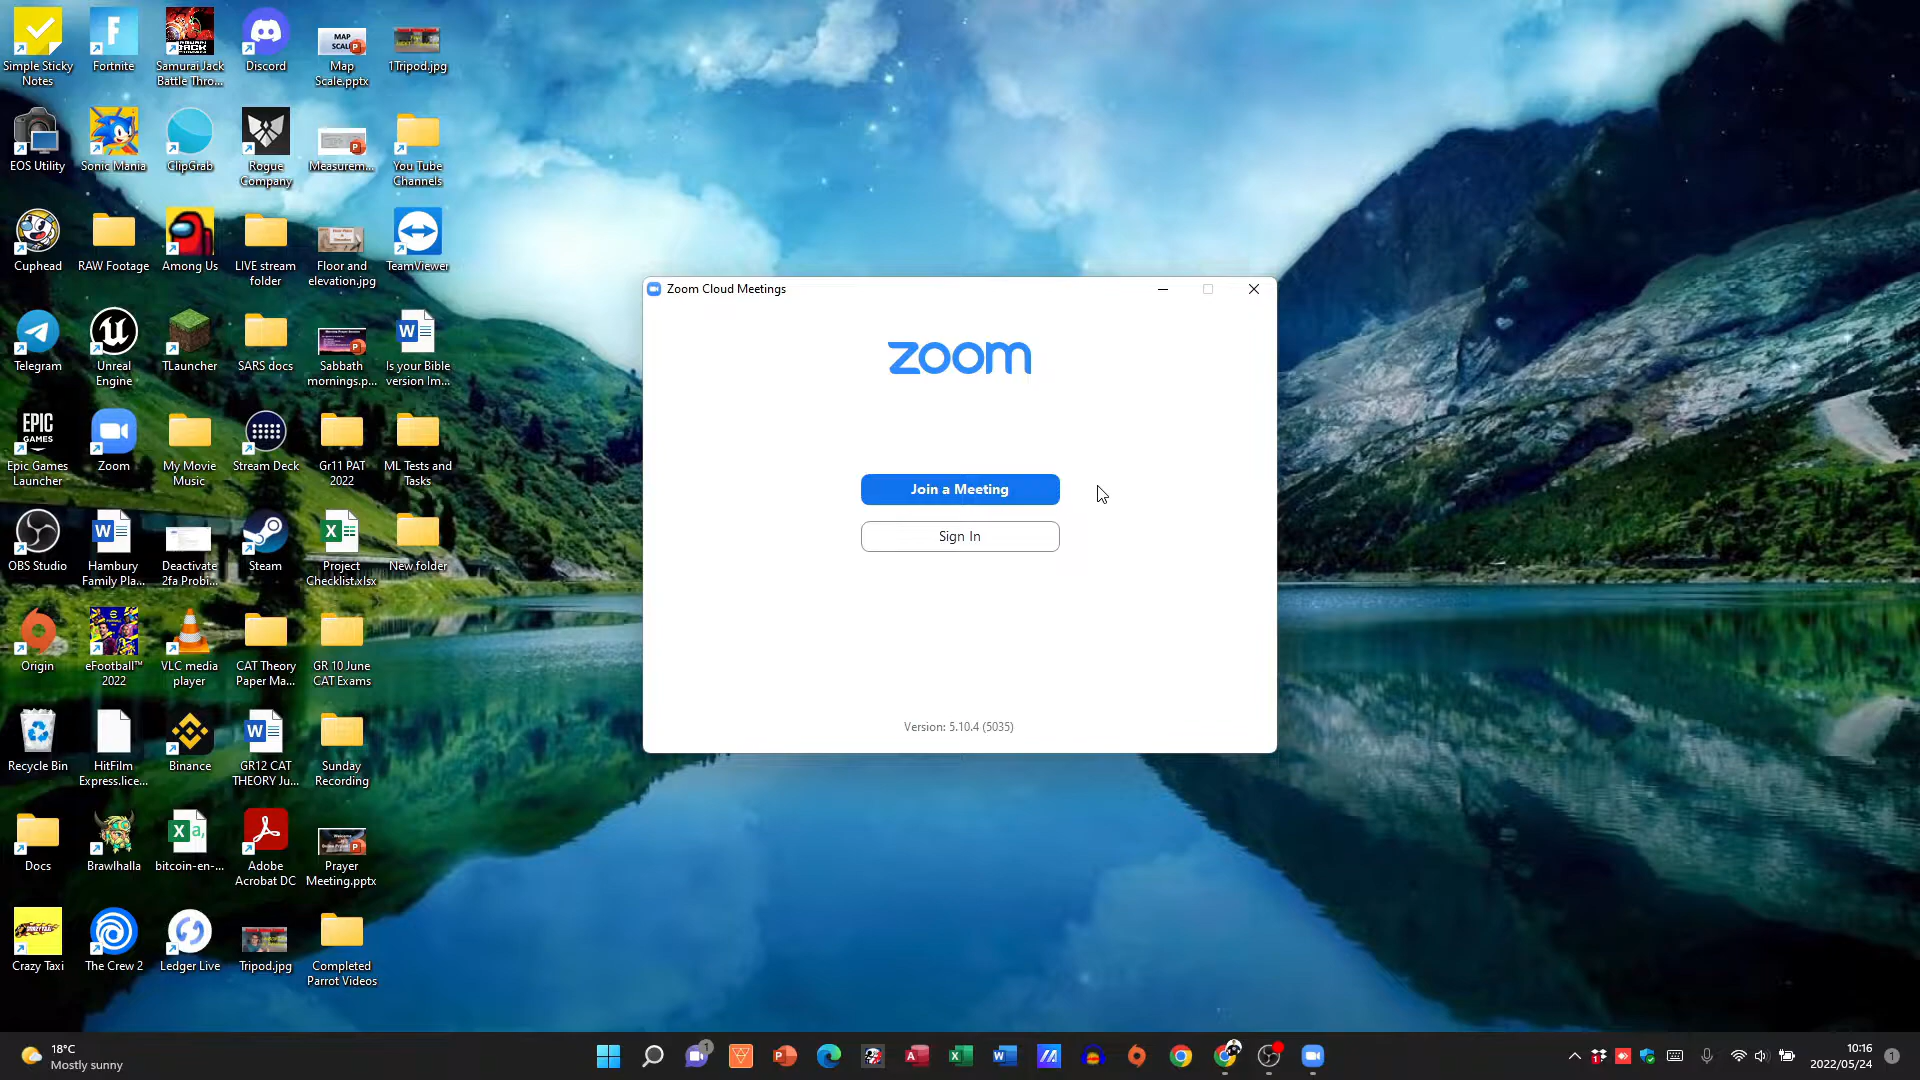 Simple Sticky
Notes
Fortnite
Samurai Jack
Battle Thro...
Discord
MAP
SCALE
Map
Scale.pptx
1Tripod.jpg
EOS Utility
Sonic Mania
ClipGrab
Rogue
Company
Measurem...
You Tube
Channels
Cuphead
RAW Footage
Among Us
LIVE stream
folder
Floor and
elevation.jpg
TeamViewer
Telegram
Unreal
Engine
TLauncher
SARS docs
Sabbath
mornings.p...
Is your Bible
version Im...
EPIC
GAMES
Epic Games
Launcher
Zoom
My Movie
Music
Stream Deck
Gr11 PAT
2022
ML Tests and
Tasks
OBS Studio
Hambury
Family Pla...
Deactivate
2fa Probi...
Steam
Project
Checklist.xlsx
New folder
Origin
eFootball™
2022
VLC media
player
CAT Theory
Paper Ma...
GR 10 June
CAT Exams
Recycle Bin
HitFilm
Express.lice...
Binance
GR12 CAT
THEORY Ju...
Sunday
Recording
Docs
Brawlhalla
bitcoin-en-...
Adobe
Acrobat DC
Prayer
Meeting.pptx
Crazy Taxi
The Crew 2
Ledger Live
Tripod.jpg
Completed
Parrot Videos
Zoom Cloud Meetings
zoom
Join a Meeting
Sign In
Version: 5.10.4 (5035)
18°C
Mostly sunny
1
10:16
2022/05/24
1